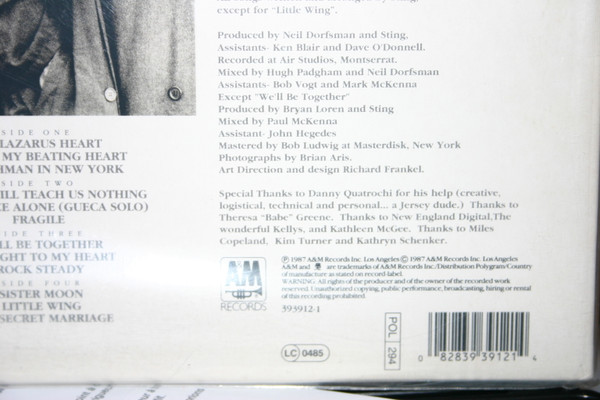 except for "Little Wing".
Produced by Neil Dorfsman and Sting,
Assistants- Ken Blair and Dave O'Donnell.
Recorded at Air Studios, Montserrat.
Mixed by Hugh Padgham and Neil Dorfsman
Assistants- Bob Vogt and Mark McKenna
Except "We'll Be Together"
Produced by Bryan Loren and Sting
Mixed by Paul McKenna
Assistant- John Hegedes
Mastered by Bob Ludwig at Masterdisk, New York
Photographs by Brian Aris.
Art Direction and design Richard Frankel.
Special Thanks to Danny Quatrochi for his help (creative,
logistical, technical and personal... a Jersey dude.) Thanks to
Theresa "Babe" Greene. Thanks to New England Digital,The
wonderful Kellys, and Kathleen McGee. Thanks to Miles
Copeland, Kim Turner and Kathryn Schenker.
℗ 1987 A&M Records Inc. Los Angeles © 1987 A&M Records Inc. Los Angeles
A&M and are trademarks of A&M Records Inc./Distribution Polygram/Country
of manufacture as stated on record label.
WARNING: All rights of the producer and of the owner of the recorded work
reserved. Unauthorized copying, public performance, broadcasting, hiring or rental
of this recording prohibited.
393912-1
A&M
RECORDS
LC 0485
POL 294
0 82839 39121 4
SIDE ONE
LAZARUS HEART
MY BEATING HEART
HMAN IN NEW YORK
SIDE TWO
ILL TEACH US NOTHING
E ALONE (GUECA SOLO)
FRAGILE
SIDE THREE
LL BE TOGETHER
GHT TO MY HEART
ROCK STEADY
SIDE FOUR
SISTER MOON
LITTLE WING
SECRET MARRIAGE